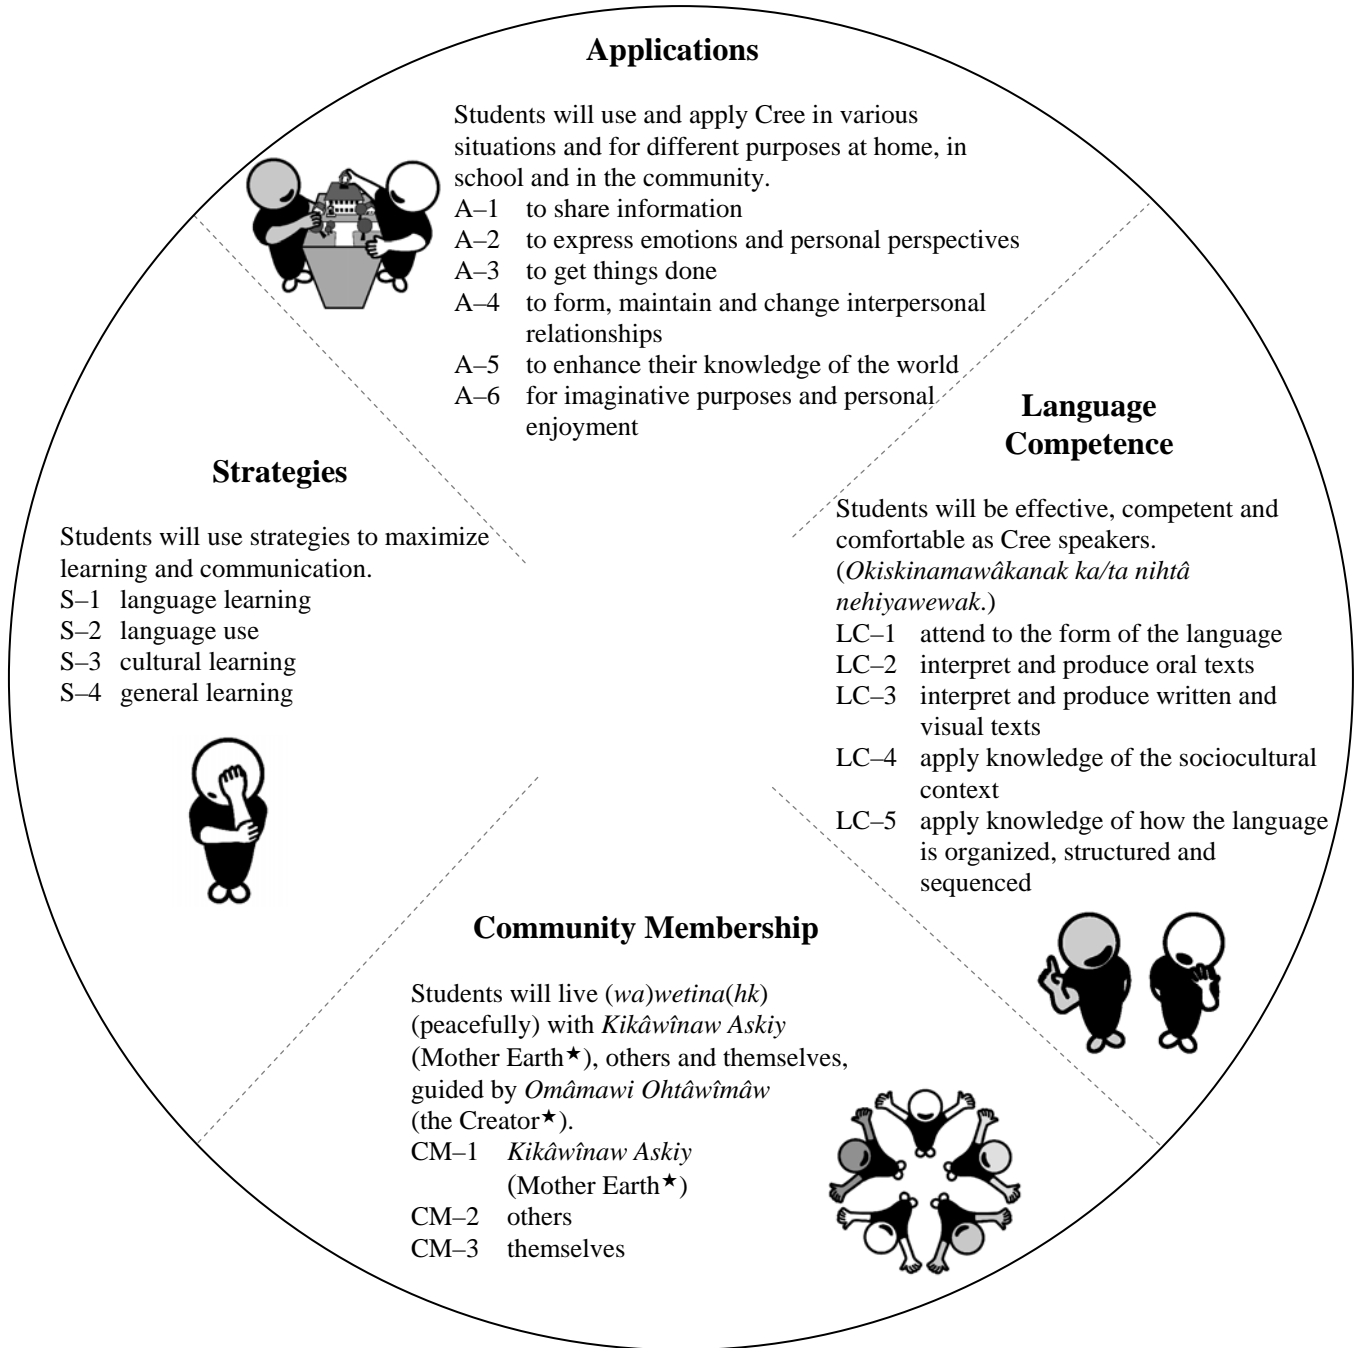 Applications
Students will use and apply Cree in various
situations and for different purposes at home, in
school and in the community.
A–1 to share information
A–2 to express emotions and personal perspectives
A–3 to get things done
A–4 to form, maintain and change interpersonal
relationships
A–5 to enhance their knowledge of the world
A–6 for imaginative purposes and personal
enjoyment
Language
Competence
Students will be effective, competent and
comfortable as Cree speakers.
(Okiskinamawâkanak ka/ta nihtâ
nehiyawewak.)
LC–1 attend to the form of the language
LC–2 interpret and produce oral texts
LC–3 interpret and produce written and
visual texts
LC–4 apply knowledge of the sociocultural
context
LC–5 apply knowledge of how the language
is organized, structured and
sequenced
Strategies
Students will use strategies to maximize
learning and communication.
S–1 language learning
S–2 language use
S–3 cultural learning
S–4 general learning
Community Membership
Students will live (wa)wetina(hk)
(peacefully) with Kikâwînaw Askiy
(Mother Earth★), others and themselves,
guided by Omâmawi Ohtâwîmâw
(the Creator★).
CM–1 Kikâwînaw Askiy
(Mother Earth★)
CM–2 others
CM–3 themselves